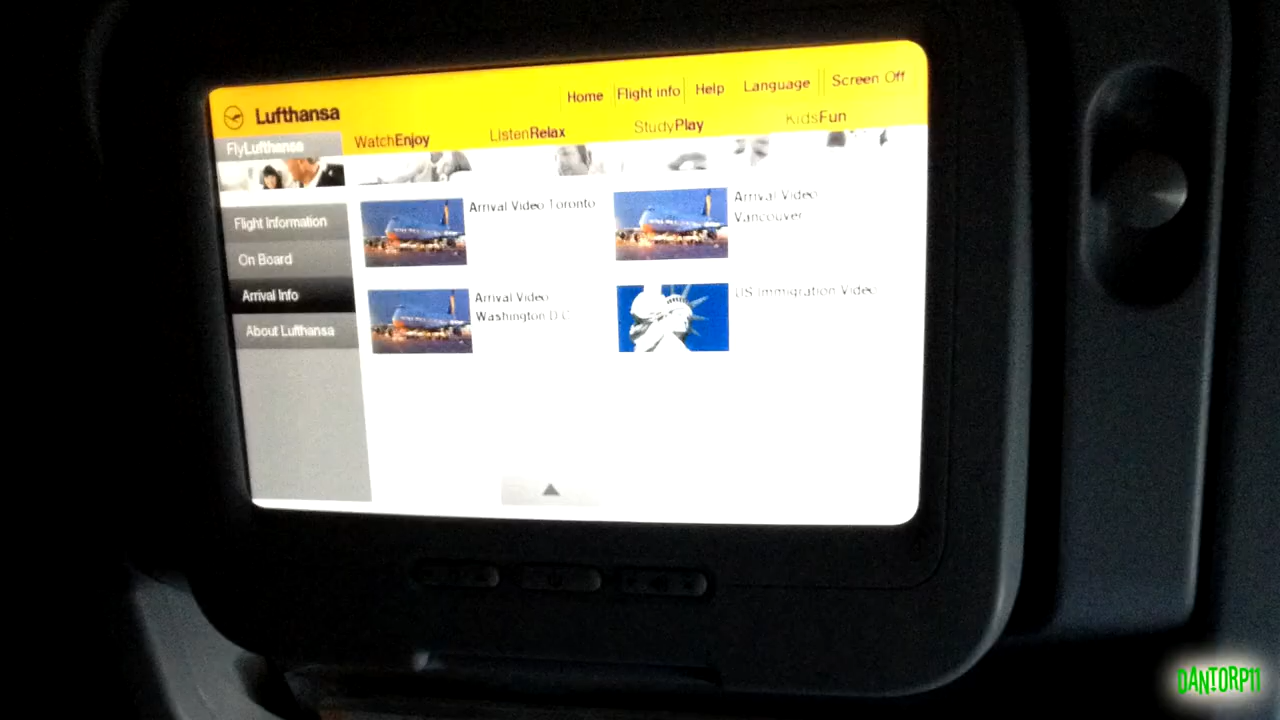 Lufthansa
Home
Flight info
Help
Language
Screen Off
FlyLufthansa
WatchEnjoy
ListenRelax
StudyPlay
KidsFun
Flight Information
On Board
Arrival Info
About Lufthansa
Arrival Video Toronto
Arrival Video
Vancouver
Arrival Video
Washington D.C.
US Immigration Video
DANTORP11